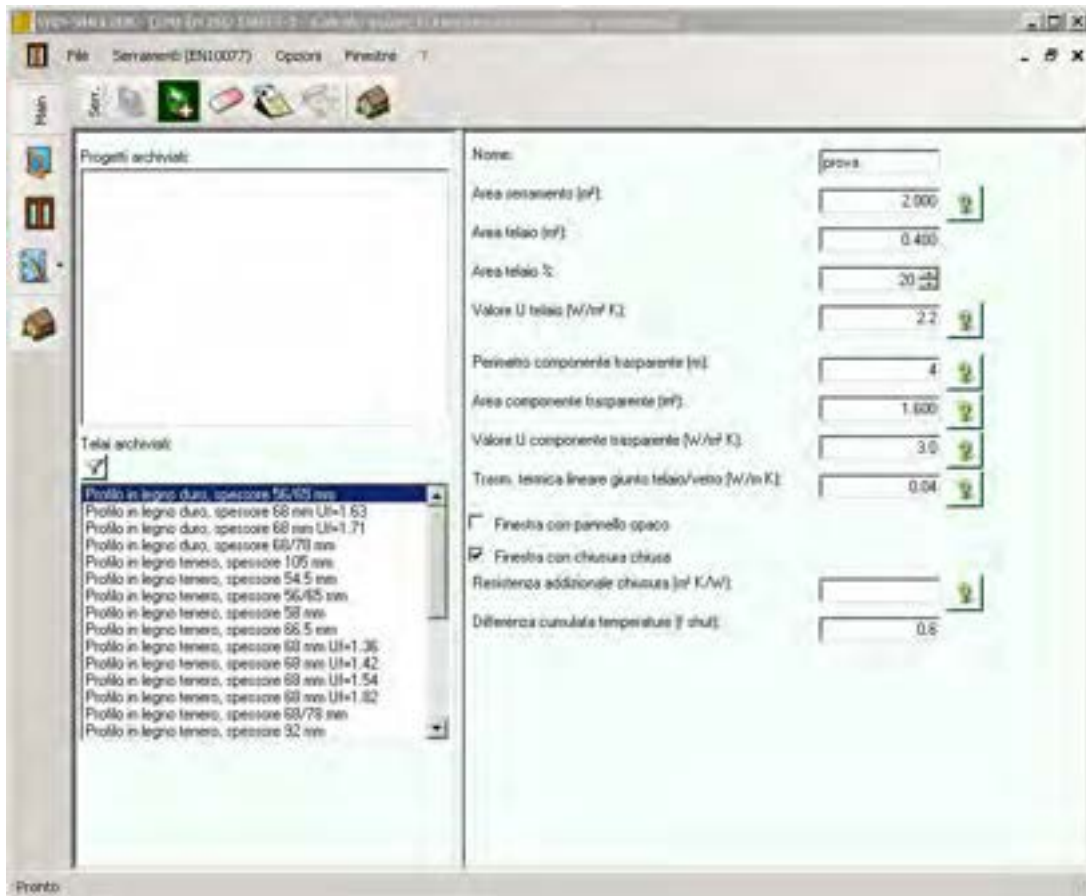 File Serramenti (EN10077) Opzioni Finestre ?
Main
Serr.
Progetti archiviati:
Telai archiviati:
Profilo in legno duro, spessore 56/65 mm
Profilo in legno duro, spessore 68 mm Uf=1.63
Profilo in legno duro, spessore 68 mm Uf=1.71
Profilo in legno duro, spessore 68/78 mm
Profilo in legno tenero, spessore 105 mm
Profilo in legno tenero, spessore 54.5 mm
Profilo in legno tenero, spessore 56/65 mm
Profilo in legno tenero, spessore 58 mm
Profilo in legno tenero, spessore 66.5 mm
Profilo in legno tenero, spessore 68 mm Uf=1.36
Profilo in legno tenero, spessore 68 mm Uf=1.42
Profilo in legno tenero, spessore 68 mm Uf=1.54
Profilo in legno tenero, spessore 68 mm Uf=1.82
Profilo in legno tenero, spessore 68/78 mm
Profilo in legno tenero, spessore 92 mm
Nome: prova
Area serramento (m²): 2.000
Area telaio (m²): 0.400
Area telaio %: 20
Valore U telaio (W/m² K): 2.2
Perimetro componente trasparente (m): 4
Area componente trasparente (m²): 1.600
Valore U componente trasparente (W/m² K): 3.0
Trasm. termica lineare giunto telaio/vetro (W/m K): 0.04
Finestra con pannello opaco
Finestra con chiusura chiusa
Resistenza addizionale chiusura (m² K/W):
Differenza cumulata temperature (f shut): 0.6
Pronto